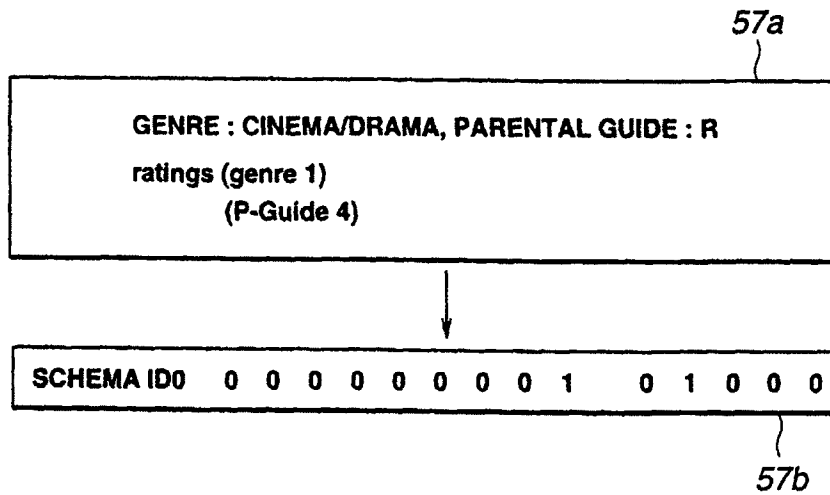 57a
GENRE : CINEMA/DRAMA, PARENTAL GUIDE : R
ratings (genre 1)
(P-Guide 4)
SCHEMA ID0 0 0 0 0 0 0 0 0 1 0 1 0 0 0
57b